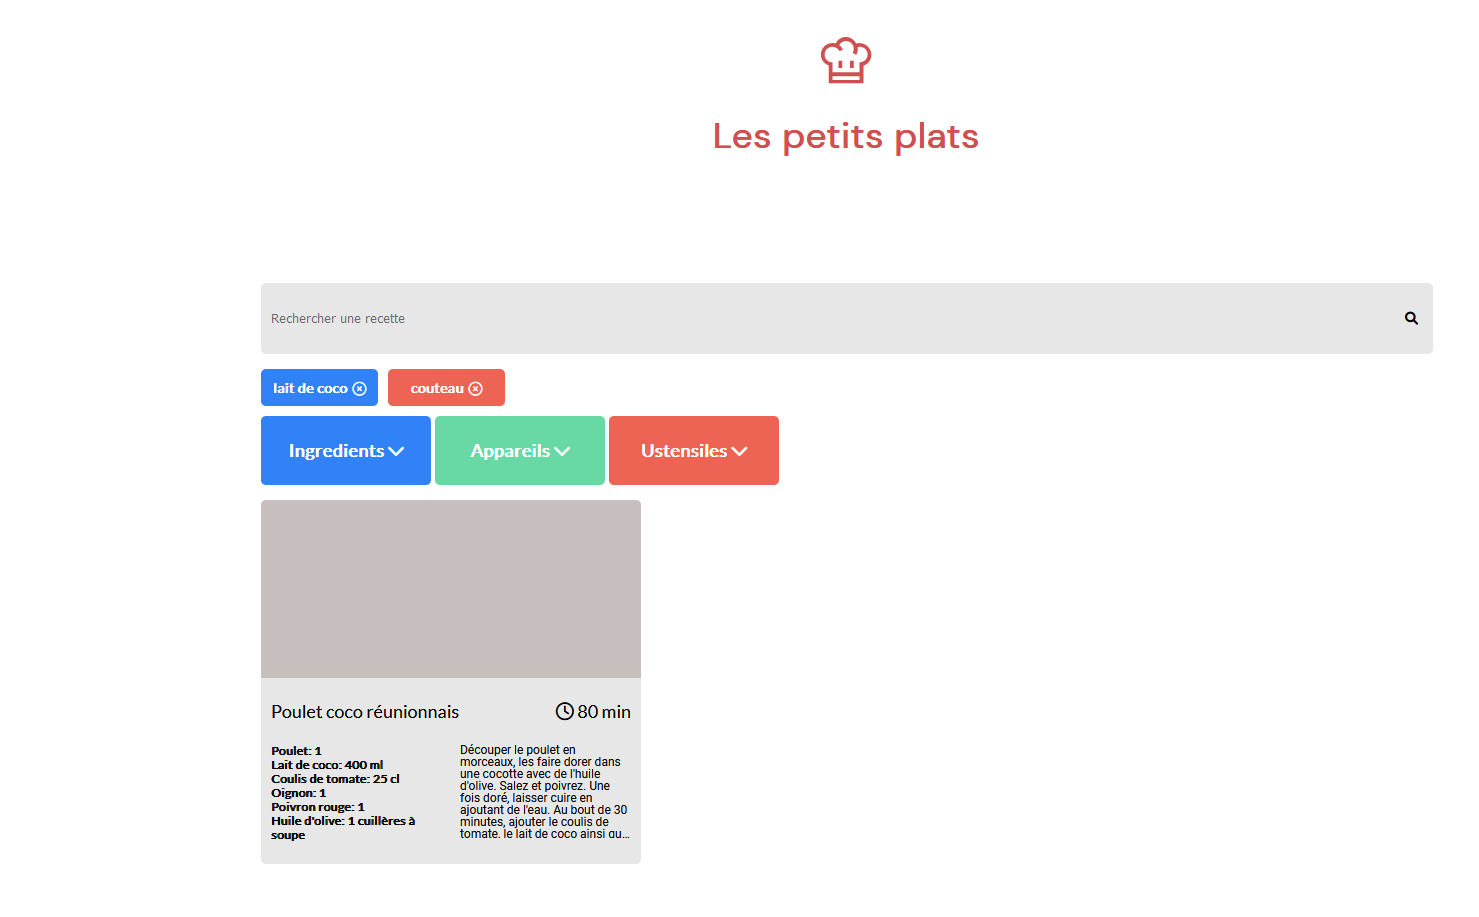 Les petits plats
Rechercher une recette
lait de coco
couteau
Ingredients
Appareils
Ustensiles
Poulet coco réunionnais
80 min
Poulet: 1
Lait de coco: 400 ml
Coulis de tomate: 25 cl
Oignon: 1
Poivron rouge: 1
Huile d'olive: 1 cuillères à
soupe
Découper le poulet en
morceaux, les faire dorer dans
une cocotte avec de l'huile
d'olive. Salez et poivrez. Une
fois doré, laisser cuire en
ajoutant de l'eau. Au bout de 30
minutes, ajouter le coulis de
tomate, le lait de coco ainsi qu...